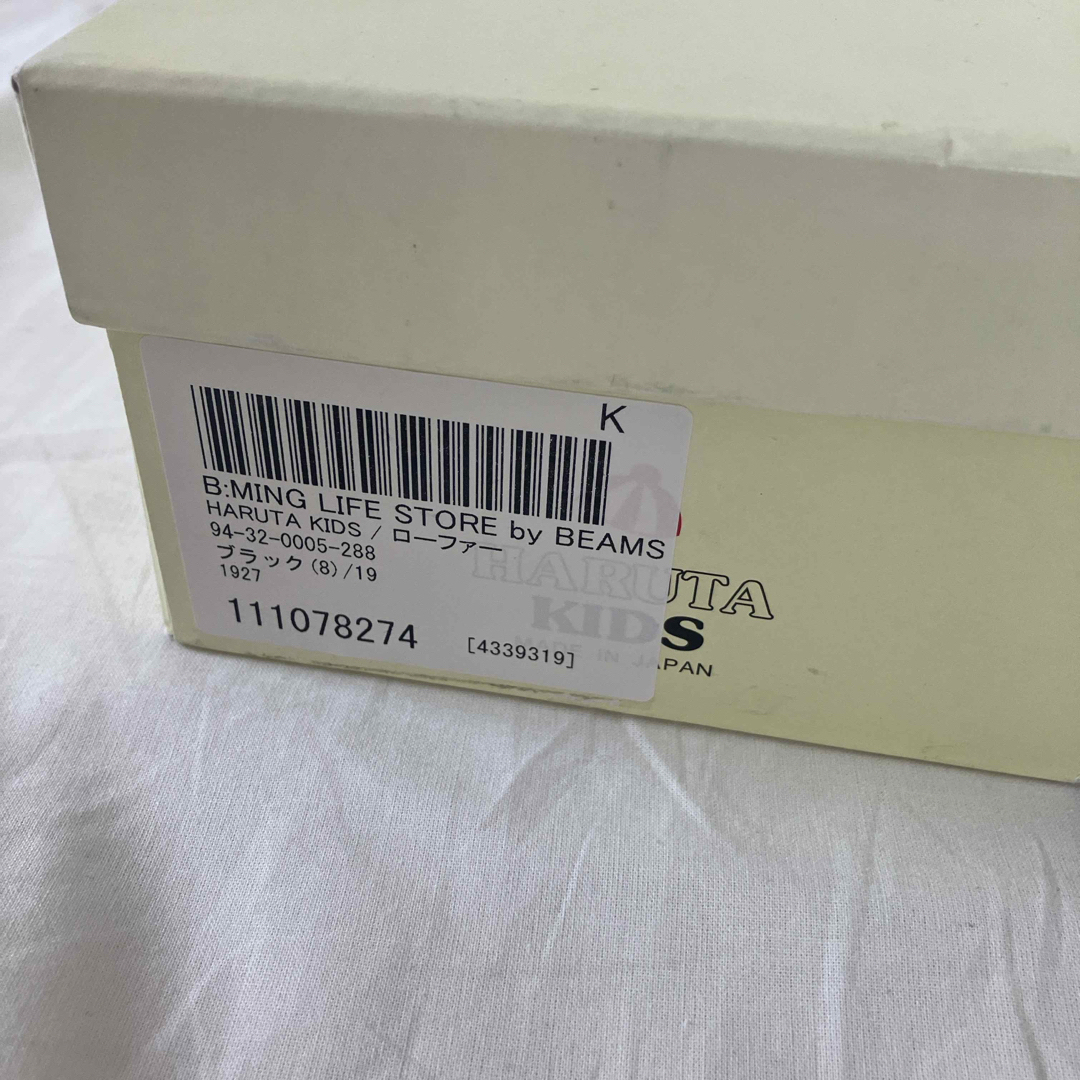 K
B:MING LIFE STORE by BEAMS
HARUTA KIDS / ローファー
94-32-0005-288
ブラック(8)/19
1927
111078274 [4339319]
HARUTA
KIDS
MADE IN JAPAN